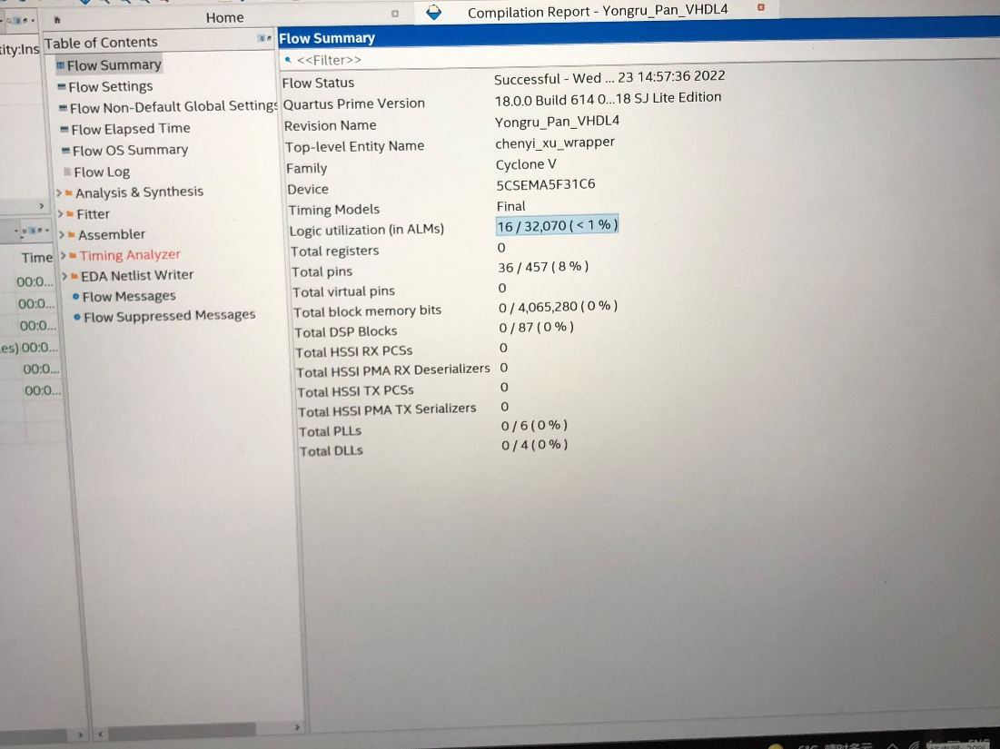 Home
Compilation Report - Yongru_Pan_VHDL4
tity:Ins
Table of Contents
Flow Summary
Flow Settings
Flow Non-Default Global Settings
Flow Elapsed Time
Flow OS Summary
Flow Log
Analysis & Synthesis
Fitter
Assembler
Timing Analyzer
EDA Netlist Writer
Flow Messages
Flow Suppressed Messages
Time
00:0...
00:0...
00:0...
es) 00:0...
00:0...
00:0...
Flow Summary
<<Filter>>
Flow Status Successful - Wed ... 23 14:57:36 2022
Quartus Prime Version 18.0.0 Build 614 0...18 SJ Lite Edition
Revision Name Yongru_Pan_VHDL4
Top-level Entity Name chenyi_xu_wrapper
Family Cyclone V
Device 5CSEMA5F31C6
Timing Models Final
Logic utilization (in ALMs) 16 / 32,070 ( < 1 % )
Total registers 0
Total pins 36 / 457 ( 8 % )
Total virtual pins 0
Total block memory bits 0 / 4,065,280 ( 0 % )
Total DSP Blocks 0 / 87 ( 0 % )
Total HSSI RX PCSs 0
Total HSSI PMA RX Deserializers 0
Total HSSI TX PCSs 0
Total HSSI PMA TX Serializers 0
Total PLLs 0 / 6 ( 0 % )
Total DLLs 0 / 4 ( 0 % )